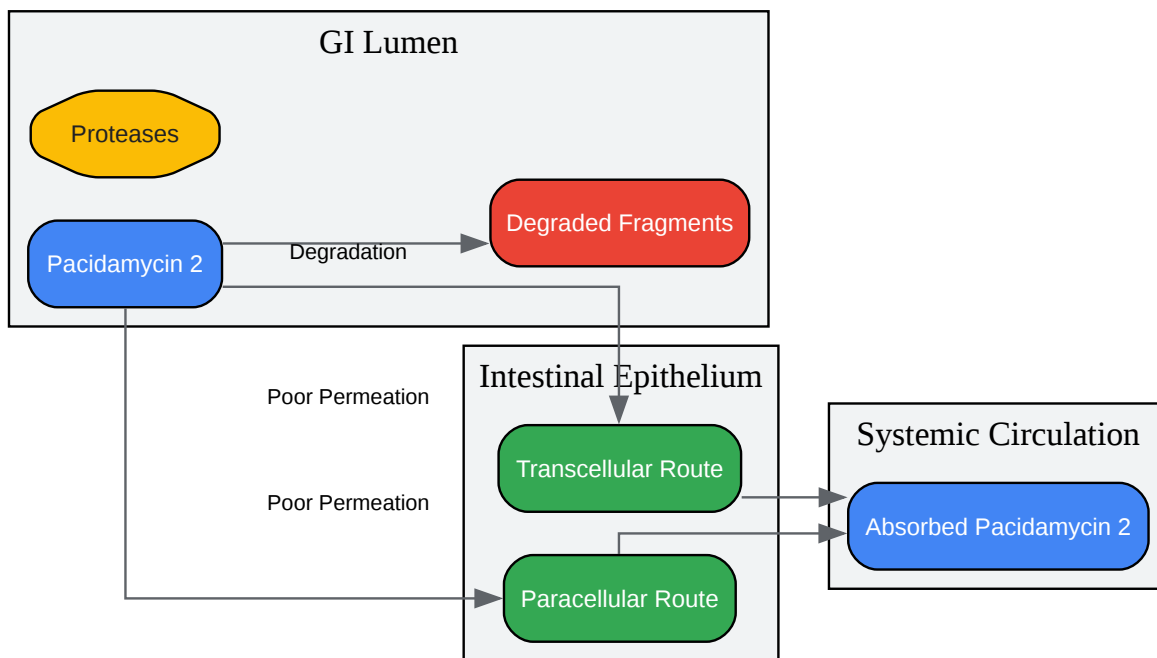 GI Lumen
Proteases
Degraded Fragments
Pacidamycin 2
Degradation
Intestinal Epithelium
Poor Permeation
Systemic Circulation
Transcellular Route
Poor Permeation
Absorbed Pacidamycin 2
Paracellular Route